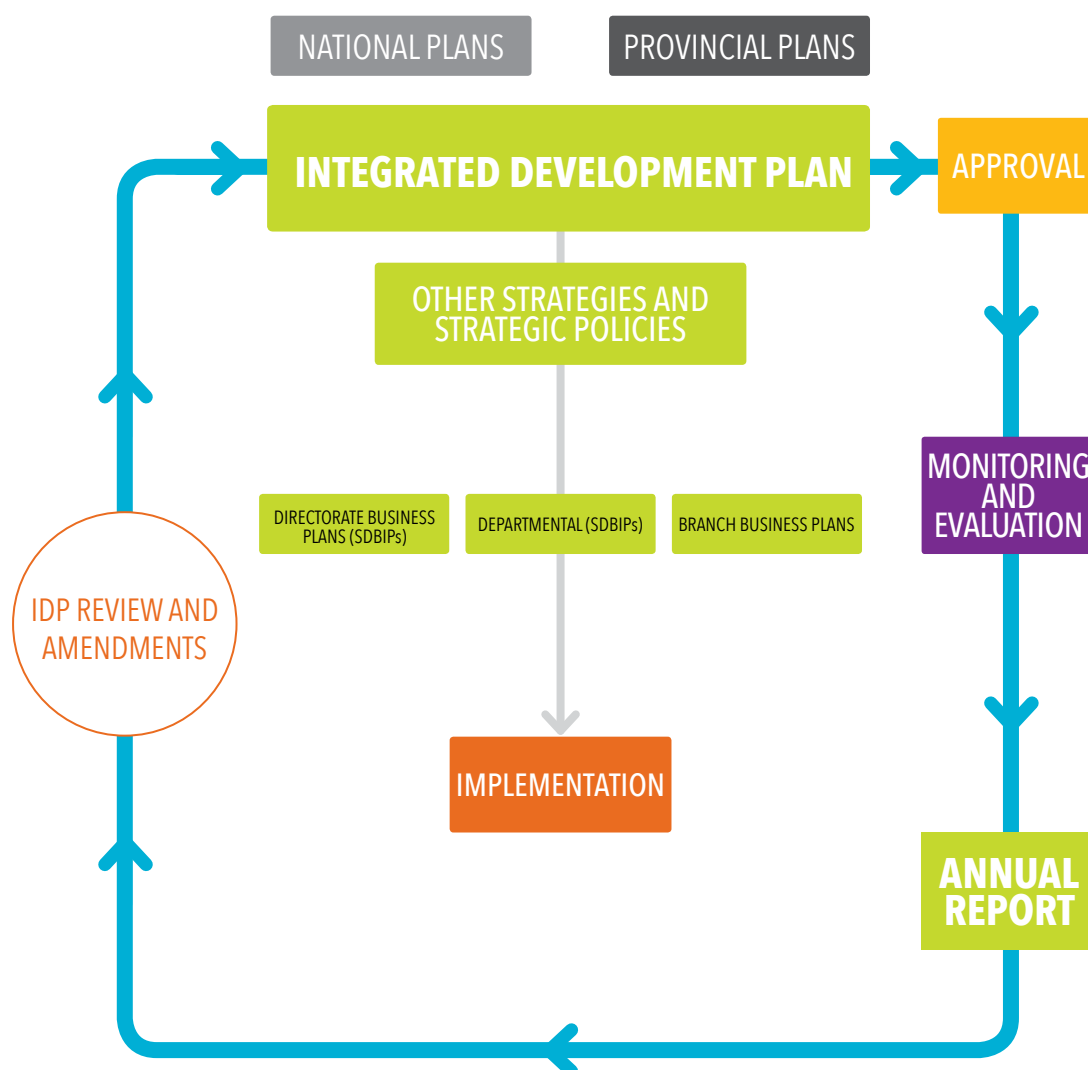 NATIONAL PLANS
PROVINCIAL PLANS
INTEGRATED DEVELOPMENT PLAN
APPROVAL
OTHER STRATEGIES AND
STRATEGIC POLICIES
MONITORING
AND
EVALUATION
DIRECTORATE BUSINESS
PLANS (SDBIPs)
DEPARTMENTAL (SDBIPs)
BRANCH BUSINESS PLANS
IDP REVIEW AND
AMENDMENTS
IMPLEMENTATION
ANNUAL
REPORT